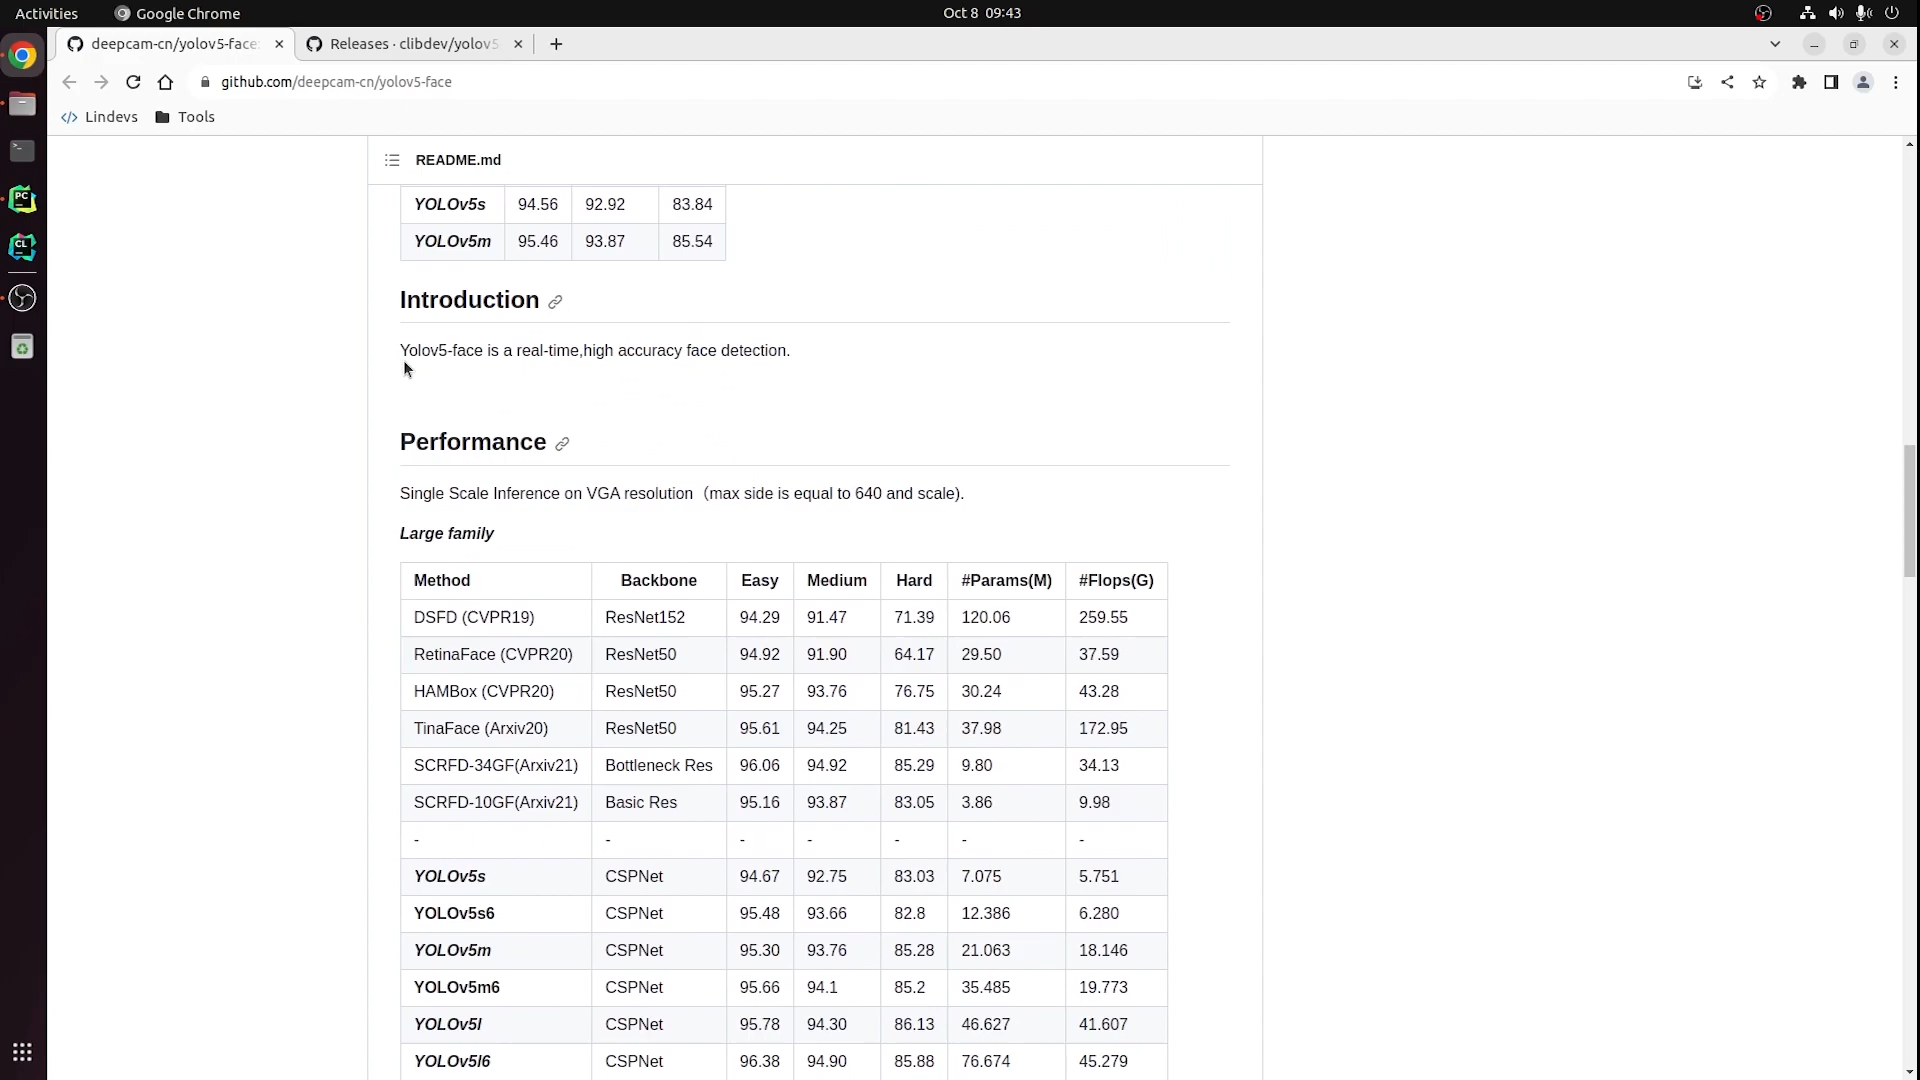 Activities
Google Chrome
Oct 8 09:43
deepcam-cn/yolov5-face:
Releases · clibdev/yolov5
github.com/deepcam-cn/yolov5-face
Lindevs
Tools
README.md
YOLOv5s 94.56 92.92 83.84
YOLOv5m 95.46 93.87 85.54
Introduction
Yolov5-face is a real-time,high accuracy face detection.
Performance
Single Scale Inference on VGA resolution（max side is equal to 640 and scale).
Large family
Method Backbone Easy Medium Hard #Params(M) #Flops(G)
DSFD (CVPR19) ResNet152 94.29 91.47 71.39 120.06 259.55
RetinaFace (CVPR20) ResNet50 94.92 91.90 64.17 29.50 37.59
HAMBox (CVPR20) ResNet50 95.27 93.76 76.75 30.24 43.28
TinaFace (Arxiv20) ResNet50 95.61 94.25 81.43 37.98 172.95
SCRFD-34GF(Arxiv21) Bottleneck Res 96.06 94.92 85.29 9.80 34.13
SCRFD-10GF(Arxiv21) Basic Res 95.16 93.87 83.05 3.86 9.98
- - - - - - -
YOLOv5s CSPNet 94.67 92.75 83.03 7.075 5.751
YOLOv5s6 CSPNet 95.48 93.66 82.8 12.386 6.280
YOLOv5m CSPNet 95.30 93.76 85.28 21.063 18.146
YOLOv5m6 CSPNet 95.66 94.1 85.2 35.485 19.773
YOLOv5l CSPNet 95.78 94.30 86.13 46.627 41.607
YOLOv5l6 CSPNet 96.38 94.90 85.88 76.674 45.279
PC
CL